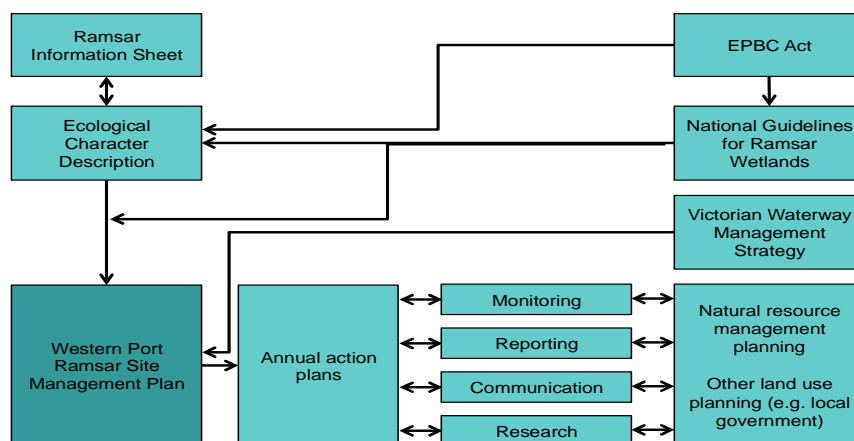 Ramsar
Information Sheet
EPBC Act
Ecological
Character
Description
National Guidelines
for Ramsar
Wetlands
Victorian Waterway
Management
Strategy
Western Port
Ramsar Site
Management Plan
Annual action
plans
Monitoring
Reporting
Communication
Research
Natural resource
management
planning
Other land use
planning (e.g. local
government)